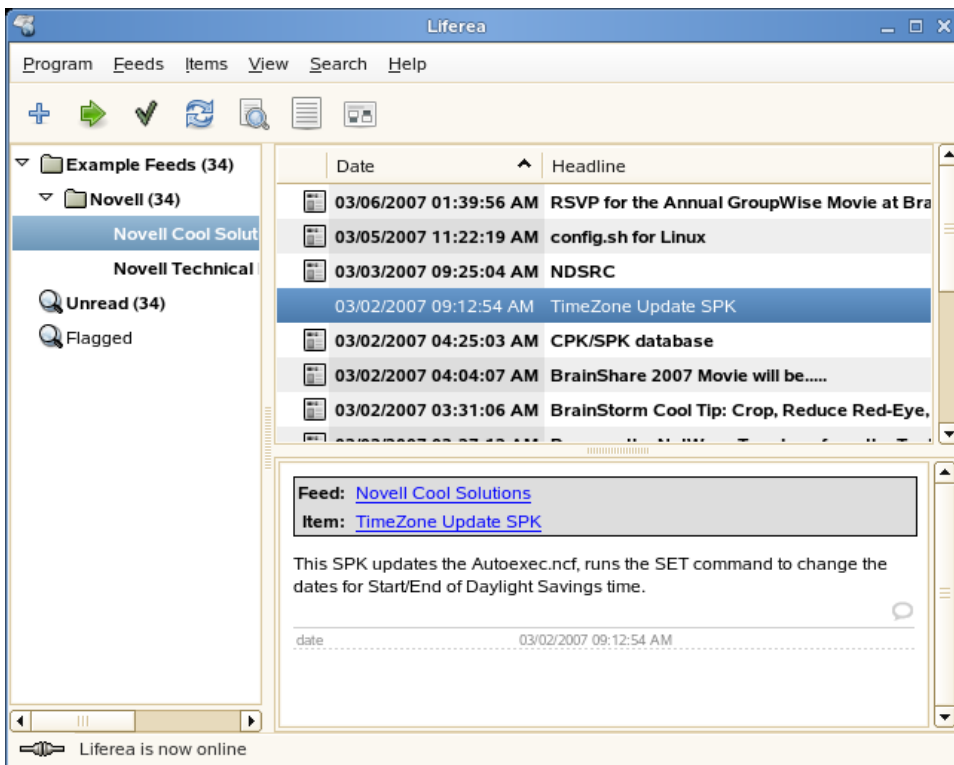 Liferea
Program Feeds Items View Search Help
Example Feeds (34)
Novell (34)
Novell Cool Solut
Novell Technical
Unread (34)
Flagged
Date Headline
03/06/2007 01:39:56 AM RSVP for the Annual GroupWise Movie at Bra
03/05/2007 11:22:19 AM config.sh for Linux
03/03/2007 09:25:04 AM NDSRC
03/02/2007 09:12:54 AM TimeZone Update SPK
03/02/2007 04:25:03 AM CPK/SPK database
03/02/2007 04:04:07 AM BrainShare 2007 Movie will be.....
03/02/2007 03:31:06 AM BrainStorm Cool Tip: Crop, Reduce Red-Eye,
Feed: Novell Cool Solutions
Item: TimeZone Update SPK
This SPK updates the Autoexec.ncf, runs the SET command to change the
dates for Start/End of Daylight Savings time.
date 03/02/2007 09:12:54 AM
Liferea is now online